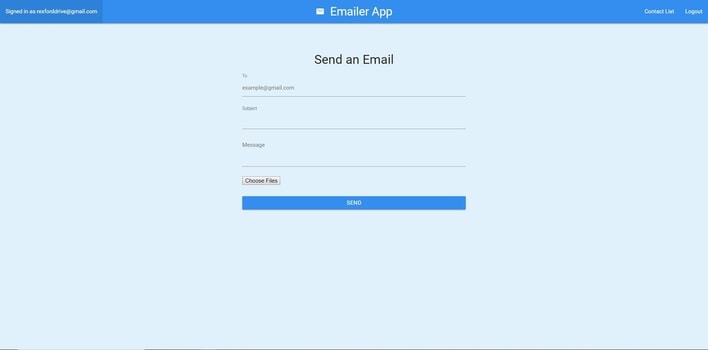 Signed in as rexforddrive@gmail.com
Emailer App
Contact List
Logout
Send an Email
To
example@gmail.com
Subject
Message
Choose Files
SEND